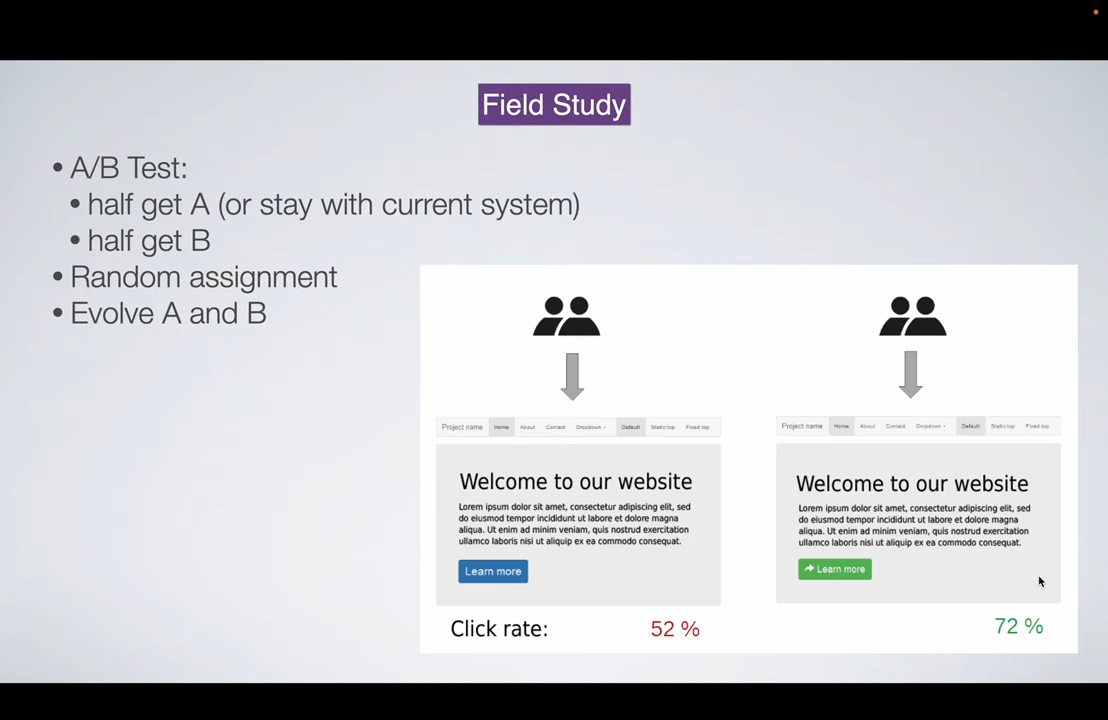 Field Study
• A/B Test:
• half get A (or stay with current system)
• half get B
• Random assignment
• Evolve A and B
Project name Home About Contact Dropdown Default Static top Fixed top
Welcome to our website
Lorem ipsum dolor sit amet, consectetur adipiscing elit, sed
do eiusmod tempor incididunt ut labore et dolore magna
aliqua. Ut enim ad minim veniam, quis nostrud exercitation
ullamco laboris nisi ut aliquip ex ea commodo consequat.
Learn more
Click rate: 52 %
Project name Home About Contact Dropdown Default Static top Fixed top
Welcome to our website
Lorem ipsum dolor sit amet, consectetur adipiscing elit, sed
do eiusmod tempor incididunt ut labore et dolore magna
aliqua. Ut enim ad minim veniam, quis nostrud exercitation
ullamco laboris nisi ut aliquip ex ea commodo consequat.
Learn more
72 %